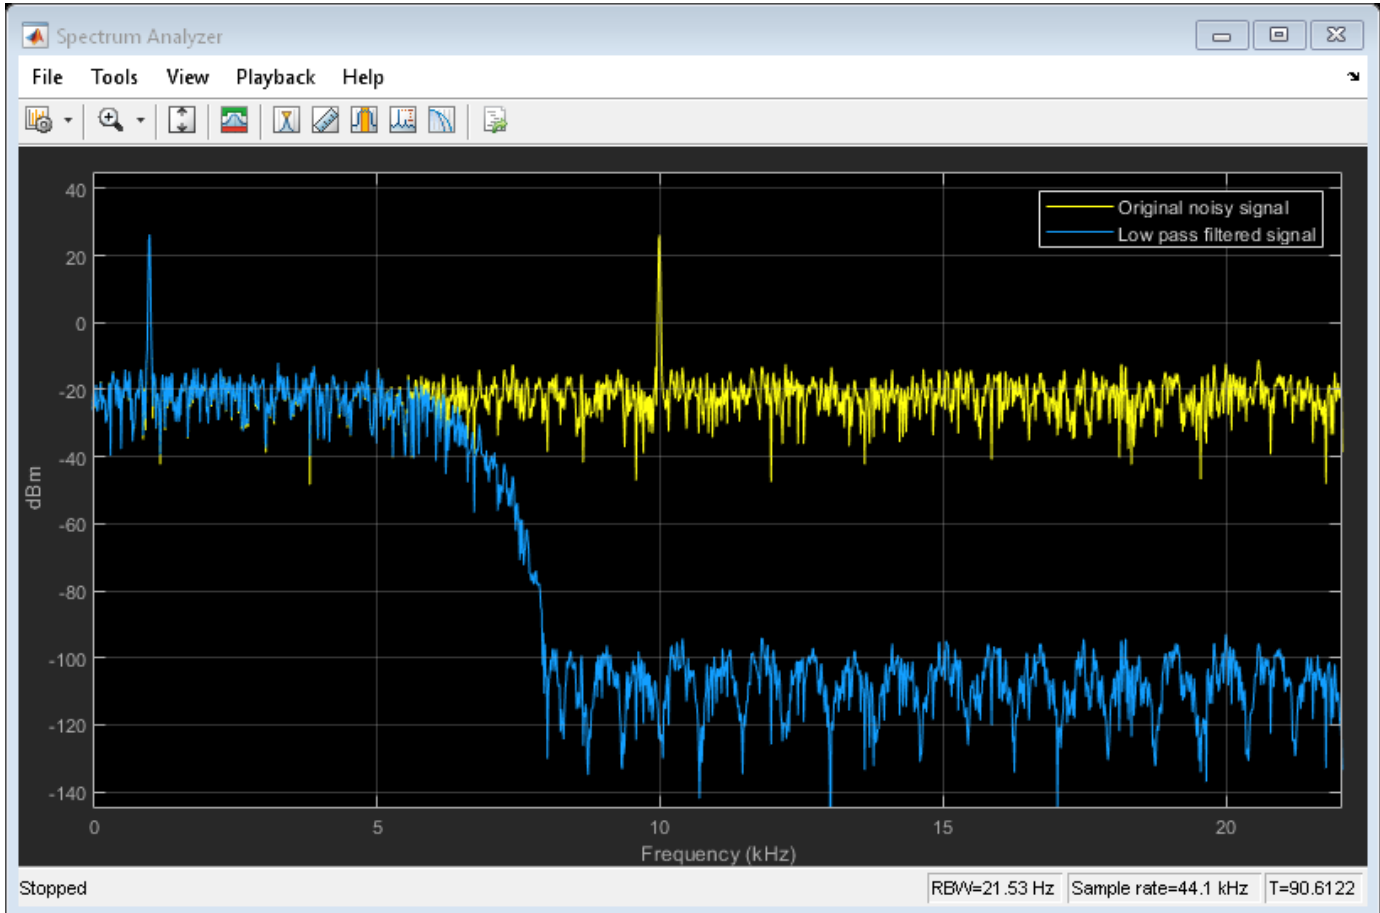 Spectrum Analyzer
File Tools View Playback Help
40
20
0
-20
-40
-60
-80
-100
-120
-140
dBm
Original noisy signal
Low pass filtered signal
0 5 10 15 20
Frequency (kHz)
Stopped RBW=21.53 Hz Sample rate=44.1 kHz T=90.6122